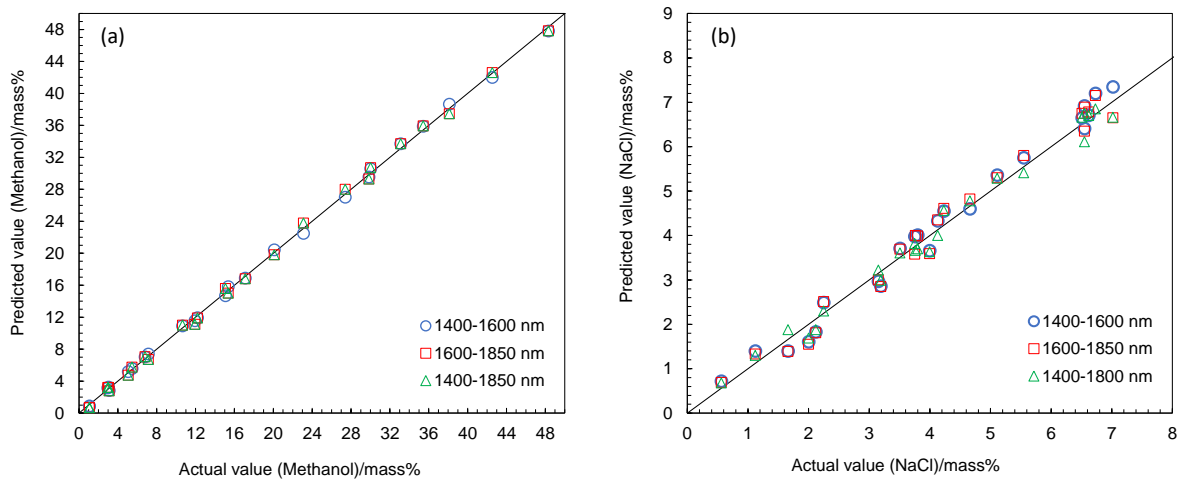 (a)
Predicted value (Methanol)/mass%
48
44
40
36
32
28
24
20
16
12
8
4
0
1400-1600 nm
1600-1850 nm
1400-1850 nm
0 4 8 12 16 20 24 28 32 36 40 44 48
Actual value (Methanol)/mass%
(b)
Predicted value (NaCl)/mass%
9
8
7
6
5
4
3
2
1
0
1400-1600 nm
1600-1850 nm
1400-1800 nm
0 1 2 3 4 5 6 7 8
Actual value (NaCl)/mass%